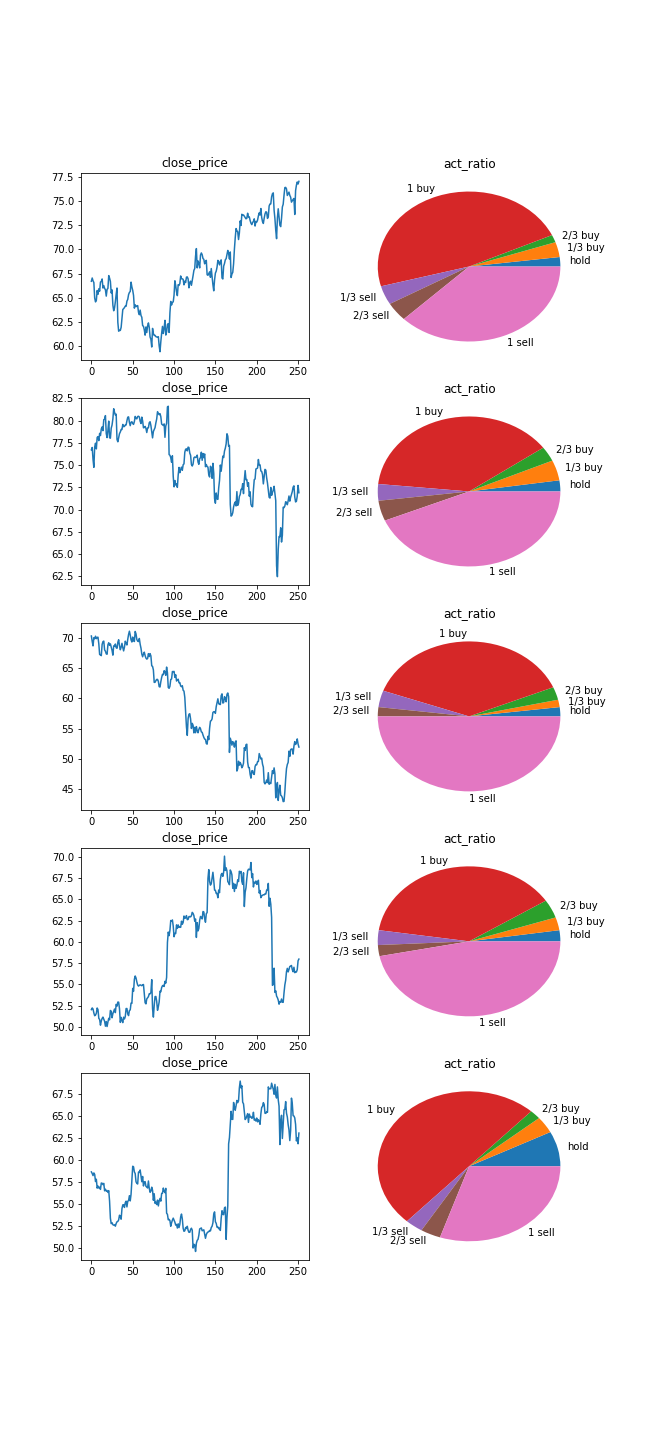 close_price
act_ratio
77.5
75.0
72.5
70.0
67.5
65.0
62.5
60.0
0 50 100 150 200 250
1 buy
2/3 buy
1/3 buy
hold
1/3 sell
2/3 sell
1 sell
close_price
act_ratio
82.5
80.0
77.5
75.0
72.5
70.0
67.5
65.0
62.5
0 50 100 150 200 250
1 buy
2/3 buy
1/3 buy
hold
1/3 sell
2/3 sell
1 sell
close_price
act_ratio
70
65
60
55
50
45
0 50 100 150 200 250
1 buy
2/3 buy
1/3 buy
hold
1/3 sell
2/3 sell
1 sell
close_price
act_ratio
70.0
67.5
65.0
62.5
60.0
57.5
55.0
52.5
50.0
0 50 100 150 200 250
1 buy
2/3 buy
1/3 buy
hold
1/3 sell
2/3 sell
1 sell
close_price
act_ratio
67.5
65.0
62.5
60.0
57.5
55.0
52.5
50.0
0 50 100 150 200 250
1 buy
2/3 buy
1/3 buy
hold
1/3 sell
2/3 sell
1 sell